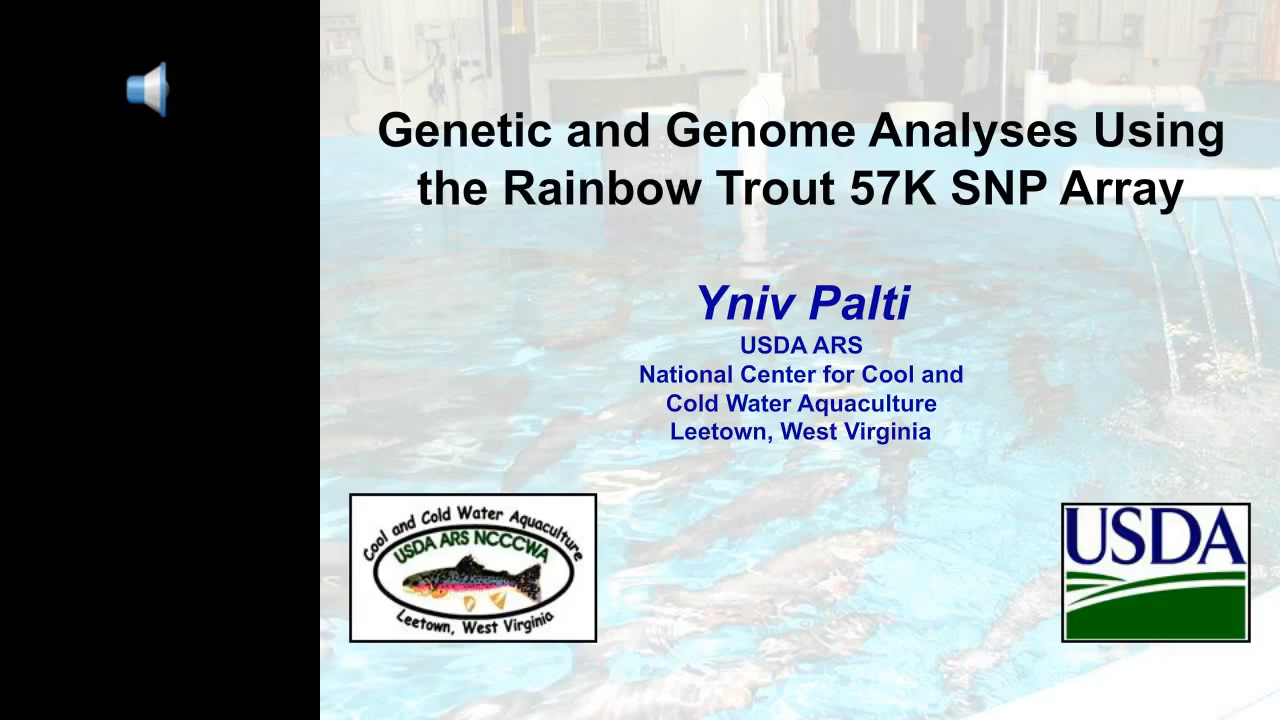 Genetic and Genome Analyses Using
the Rainbow Trout 57K SNP Array
Yniv Palti
USDA ARS
National Center for Cool and
Cold Water Aquaculture
Leetown, West Virginia
Cool and Cold Water Aquaculture
USDA ARS NCCCWA
Leetown, West Virginia
USDA